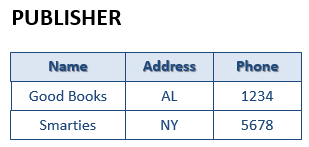 PUBLISHER
Name Address Phone
Good Books AL 1234
Smarties NY 5678